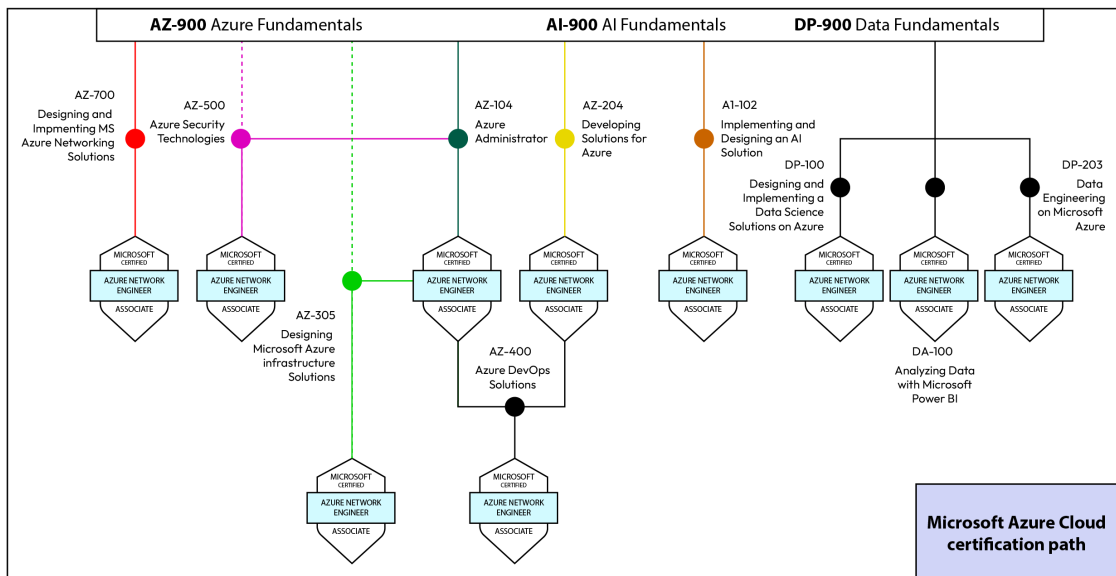 AZ-900 Azure Fundamentals
AI-900 AI Fundamentals
DP-900 Data Fundamentals
AZ-700
Designing and
Impmenting MS
Azure Networking
Solutions
AZ-500
Azure Security
Technologies
AZ-104
Azure
Administrator
AZ-204
Developing
Solutions for
Azure
A1-102
Implementing and
Designing an AI
Solution
DP-100
Designing and
Implementing a
Data Science
Solutions on Azure
DP-203
Data
Engineering
on Microsoft
Azure
MICROSOFT
CERTIFIED
AZURE NETWORK
ENGINEER
ASSOCIATE
MICROSOFT
CERTIFIED
AZURE NETWORK
ENGINEER
ASSOCIATE
MICROSOFT
CERTIFIED
AZURE NETWORK
ENGINEER
ASSOCIATE
MICROSOFT
CERTIFIED
AZURE NETWORK
ENGINEER
ASSOCIATE
MICROSOFT
CERTIFIED
AZURE NETWORK
ENGINEER
ASSOCIATE
MICROSOFT
CERTIFIED
AZURE NETWORK
ENGINEER
ASSOCIATE
MICROSOFT
CERTIFIED
AZURE NETWORK
ENGINEER
ASSOCIATE
MICROSOFT
CERTIFIED
AZURE NETWORK
ENGINEER
ASSOCIATE
AZ-305
Designing
Microsoft Azure
infrastructure
Solutions
AZ-400
Azure DevOps
Solutions
DA-100
Analyzing Data
with Microsoft
Power BI
MICROSOFT
CERTIFIED
AZURE NETWORK
ENGINEER
ASSOCIATE
MICROSOFT
CERTIFIED
AZURE NETWORK
ENGINEER
ASSOCIATE
Microsoft Azure Cloud
certification path